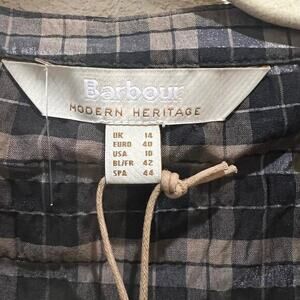 Barbour
MODERN HERITAGE
UK 14
EURO 40
USA 10
BL/FR 42
SPA 44